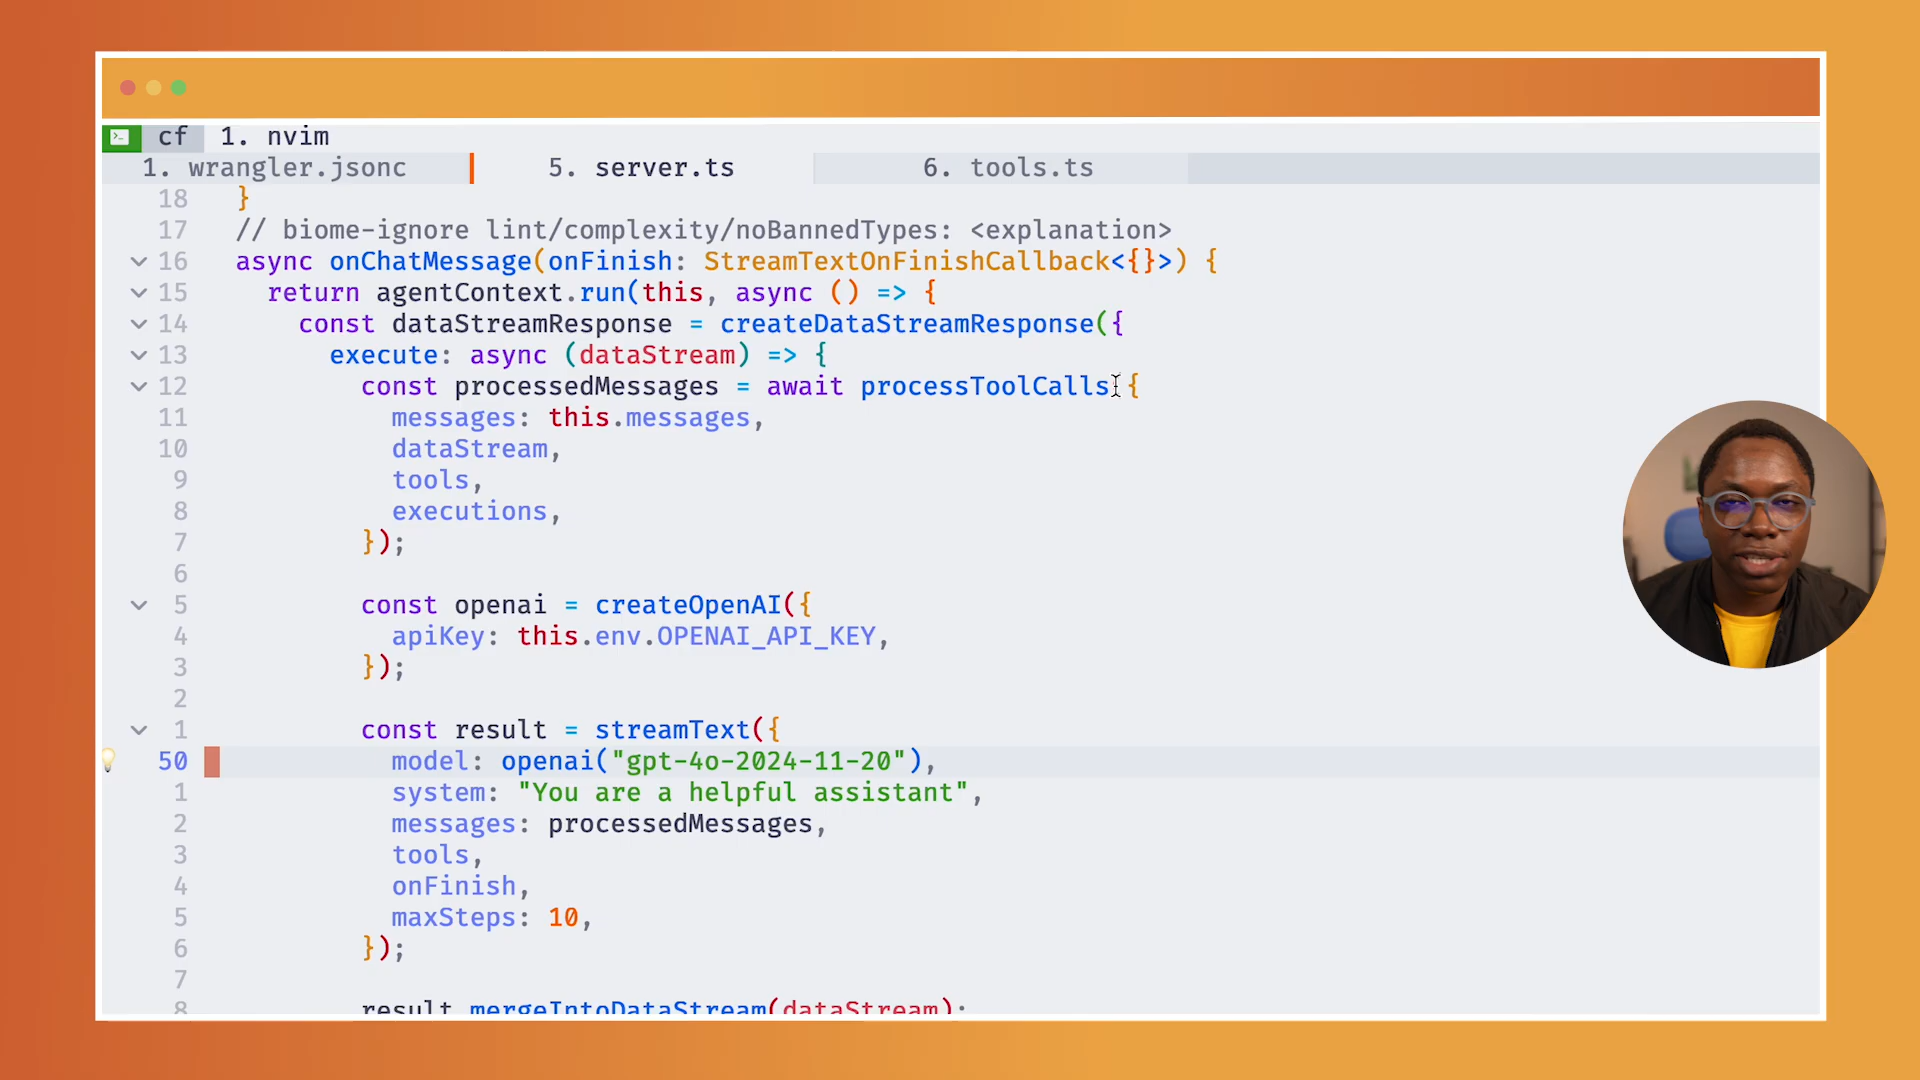 cf 1. nvim
1. wrangler.jsonc 5. server.ts 6. tools.ts
18 }
17 // biome-ignore lint/complexity/noBannedTypes: <explanation>
16 async onChatMessage(onFinish: StreamTextOnFinishCallback<{}>) {
15 return agentContext.run(this, async () => {
14 const dataStreamResponse = createDataStreamResponse({
13 execute: async (dataStream) => {
12 const processedMessages = await processToolCalls({
11 messages: this.messages,
10 dataStream,
9 tools,
8 executions,
7 });
6
5 const openai = createOpenAI({
4 apiKey: this.env.OPENAI_API_KEY,
3 });
2
1 const result = streamText({
50 model: openai("gpt-4o-2024-11-20"),
1 system: "You are a helpful assistant",
2 messages: processedMessages,
3 tools,
4 onFinish,
5 maxSteps: 10,
6 });
7
8 result.mergeIntoDataStream(dataStream);